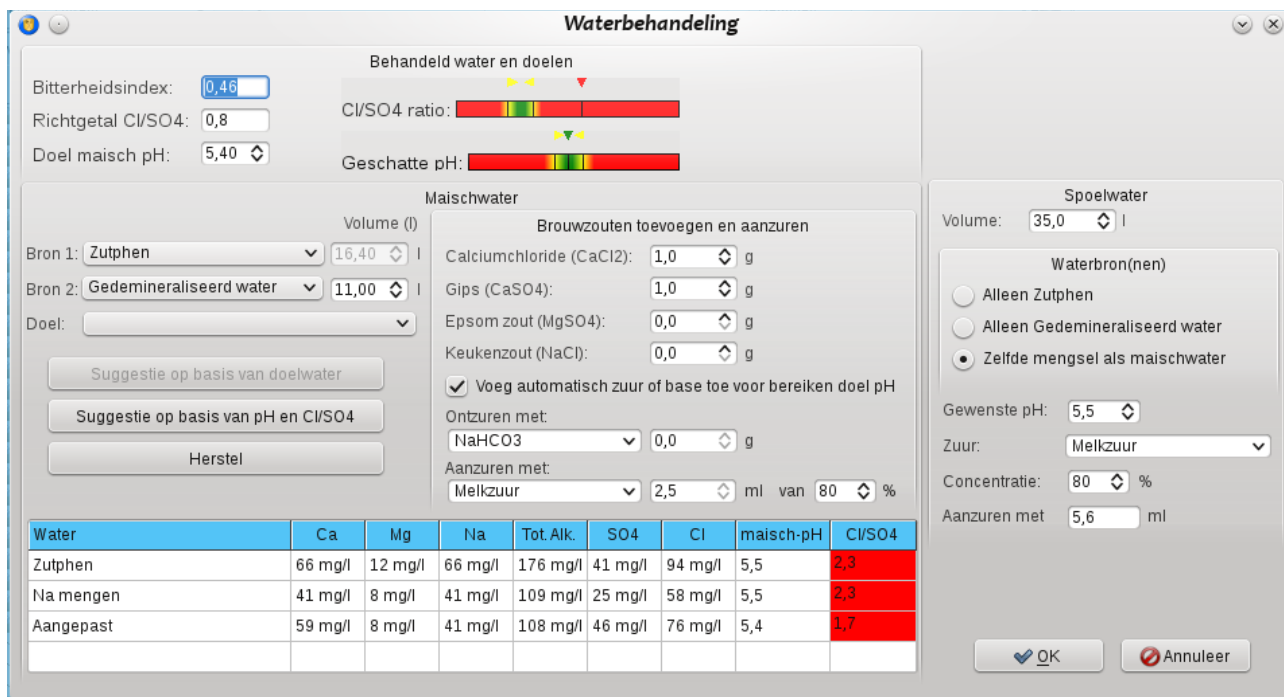 Waterbehandeling
Behandeld water en doelen
Bitterheidsindex: 0,46
Richtgetal Cl/SO4: 0,8
Doel maisch pH: 5,40
Cl/SO4 ratio:
Geschatte pH:
Maischwater
Volume (l)
Bron 1: Zutphen 16,40 l
Bron 2: Gedemineraliseerd water 11,00 l
Doel:
Suggestie op basis van doelwater
Suggestie op basis van pH en Cl/SO4
Herstel
Brouwzouten toevoegen en aanzuren
Calciumchloride (CaCl2): 1,0 g
Gips (CaSO4): 1,0 g
Epsom zout (MgSO4): 0,0 g
Keukenzout (NaCl): 0,0 g
Voeg automatisch zuur of base toe voor bereiken doel pH
Ontzuren met:
NaHCO3 0,0 g
Aanzuren met:
Melkzuur 2,5 ml van 80 %
Spoelwater
Volume: 35,0 l
Waterbron(nen)
Alleen Zutphen
Alleen Gedemineraliseerd water
Zelfde mengsel als maischwater
Gewenste pH: 5,5
Zuur: Melkzuur
Concentratie: 80 %
Aanzuren met 5,6 ml
Water Ca Mg Na Tot. Alk. SO4 Cl maisch-pH Cl/SO4
Zutphen 66 mg/l 12 mg/l 66 mg/l 176 mg/l 41 mg/l 94 mg/l 5,5 2,3
Na mengen 41 mg/l 8 mg/l 41 mg/l 109 mg/l 25 mg/l 58 mg/l 5,5 2,3
Aangepast 59 mg/l 8 mg/l 41 mg/l 108 mg/l 46 mg/l 76 mg/l 5,4 1,7
OK Annuleer